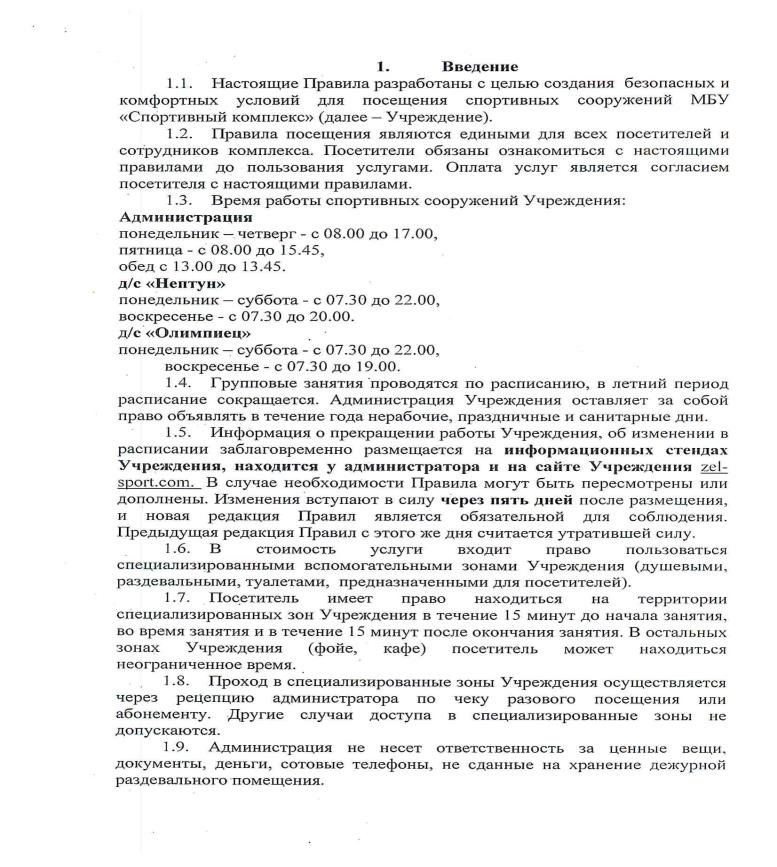 1. Введение
1.1. Настоящие Правила разработаны с целью создания безопасных и
комфортных условий для посещения спортивных сооружений МБУ
«Спортивный комплекс» (далее – Учреждение).
1.2. Правила посещения являются едиными для всех посетителей и
сотрудников комплекса. Посетители обязаны ознакомиться с настоящими
правилами до пользования услугами. Оплата услуг является согласием
посетителя с настоящими правилами.
1.3. Время работы спортивных сооружений Учреждения:
Администрация
понедельник – четверг - с 08.00 до 17.00,
пятница - с 08.00 до 15.45,
обед с 13.00 до 13.45.
д/с «Нептун»
понедельник – суббота - с 07.30 до 22.00,
воскресенье - с 07.30 до 20.00.
д/с «Олимпиец»
понедельник – суббота - с 07.30 до 22.00,
воскресенье - с 07.30 до 19.00.
1.4. Групповые занятия проводятся по расписанию, в летний период
расписание сокращается. Администрация Учреждения оставляет за собой
право объявлять в течение года нерабочие, праздничные и санитарные дни.
1.5. Информация о прекращении работы Учреждения, об изменении в
расписании заблаговременно размещается на информационных стендах
Учреждения, находится у администратора и на сайте Учреждения zel-
sport.com. В случае необходимости Правила могут быть пересмотрены или
дополнены. Изменения вступают в силу через пять дней после размещения,
и новая редакция Правил является обязательной для соблюдения.
Предыдущая редакция Правил с этого же дня считается утратившей силу.
1.6. В стоимость услуги входит право пользоваться
специализированными вспомогательными зонами Учреждения (душевыми,
раздевальными, туалетами, предназначенными для посетителей).
1.7. Посетитель имеет право находиться на территории
специализированных зон Учреждения в течение 15 минут до начала занятия,
во время занятия и в течение 15 минут после окончания занятия. В остальных
зонах Учреждения (фойе, кафе) посетитель может находиться
неограниченное время.
1.8. Проход в специализированные зоны Учреждения осуществляется
через рецепцию администратора по чеку разового посещения или
абонементу. Другие случаи доступа в специализированные зоны не
допускаются.
1.9. Администрация не несет ответственность за ценные вещи,
документы, деньги, сотовые телефоны, не сданные на хранение дежурной
раздевального помещения.